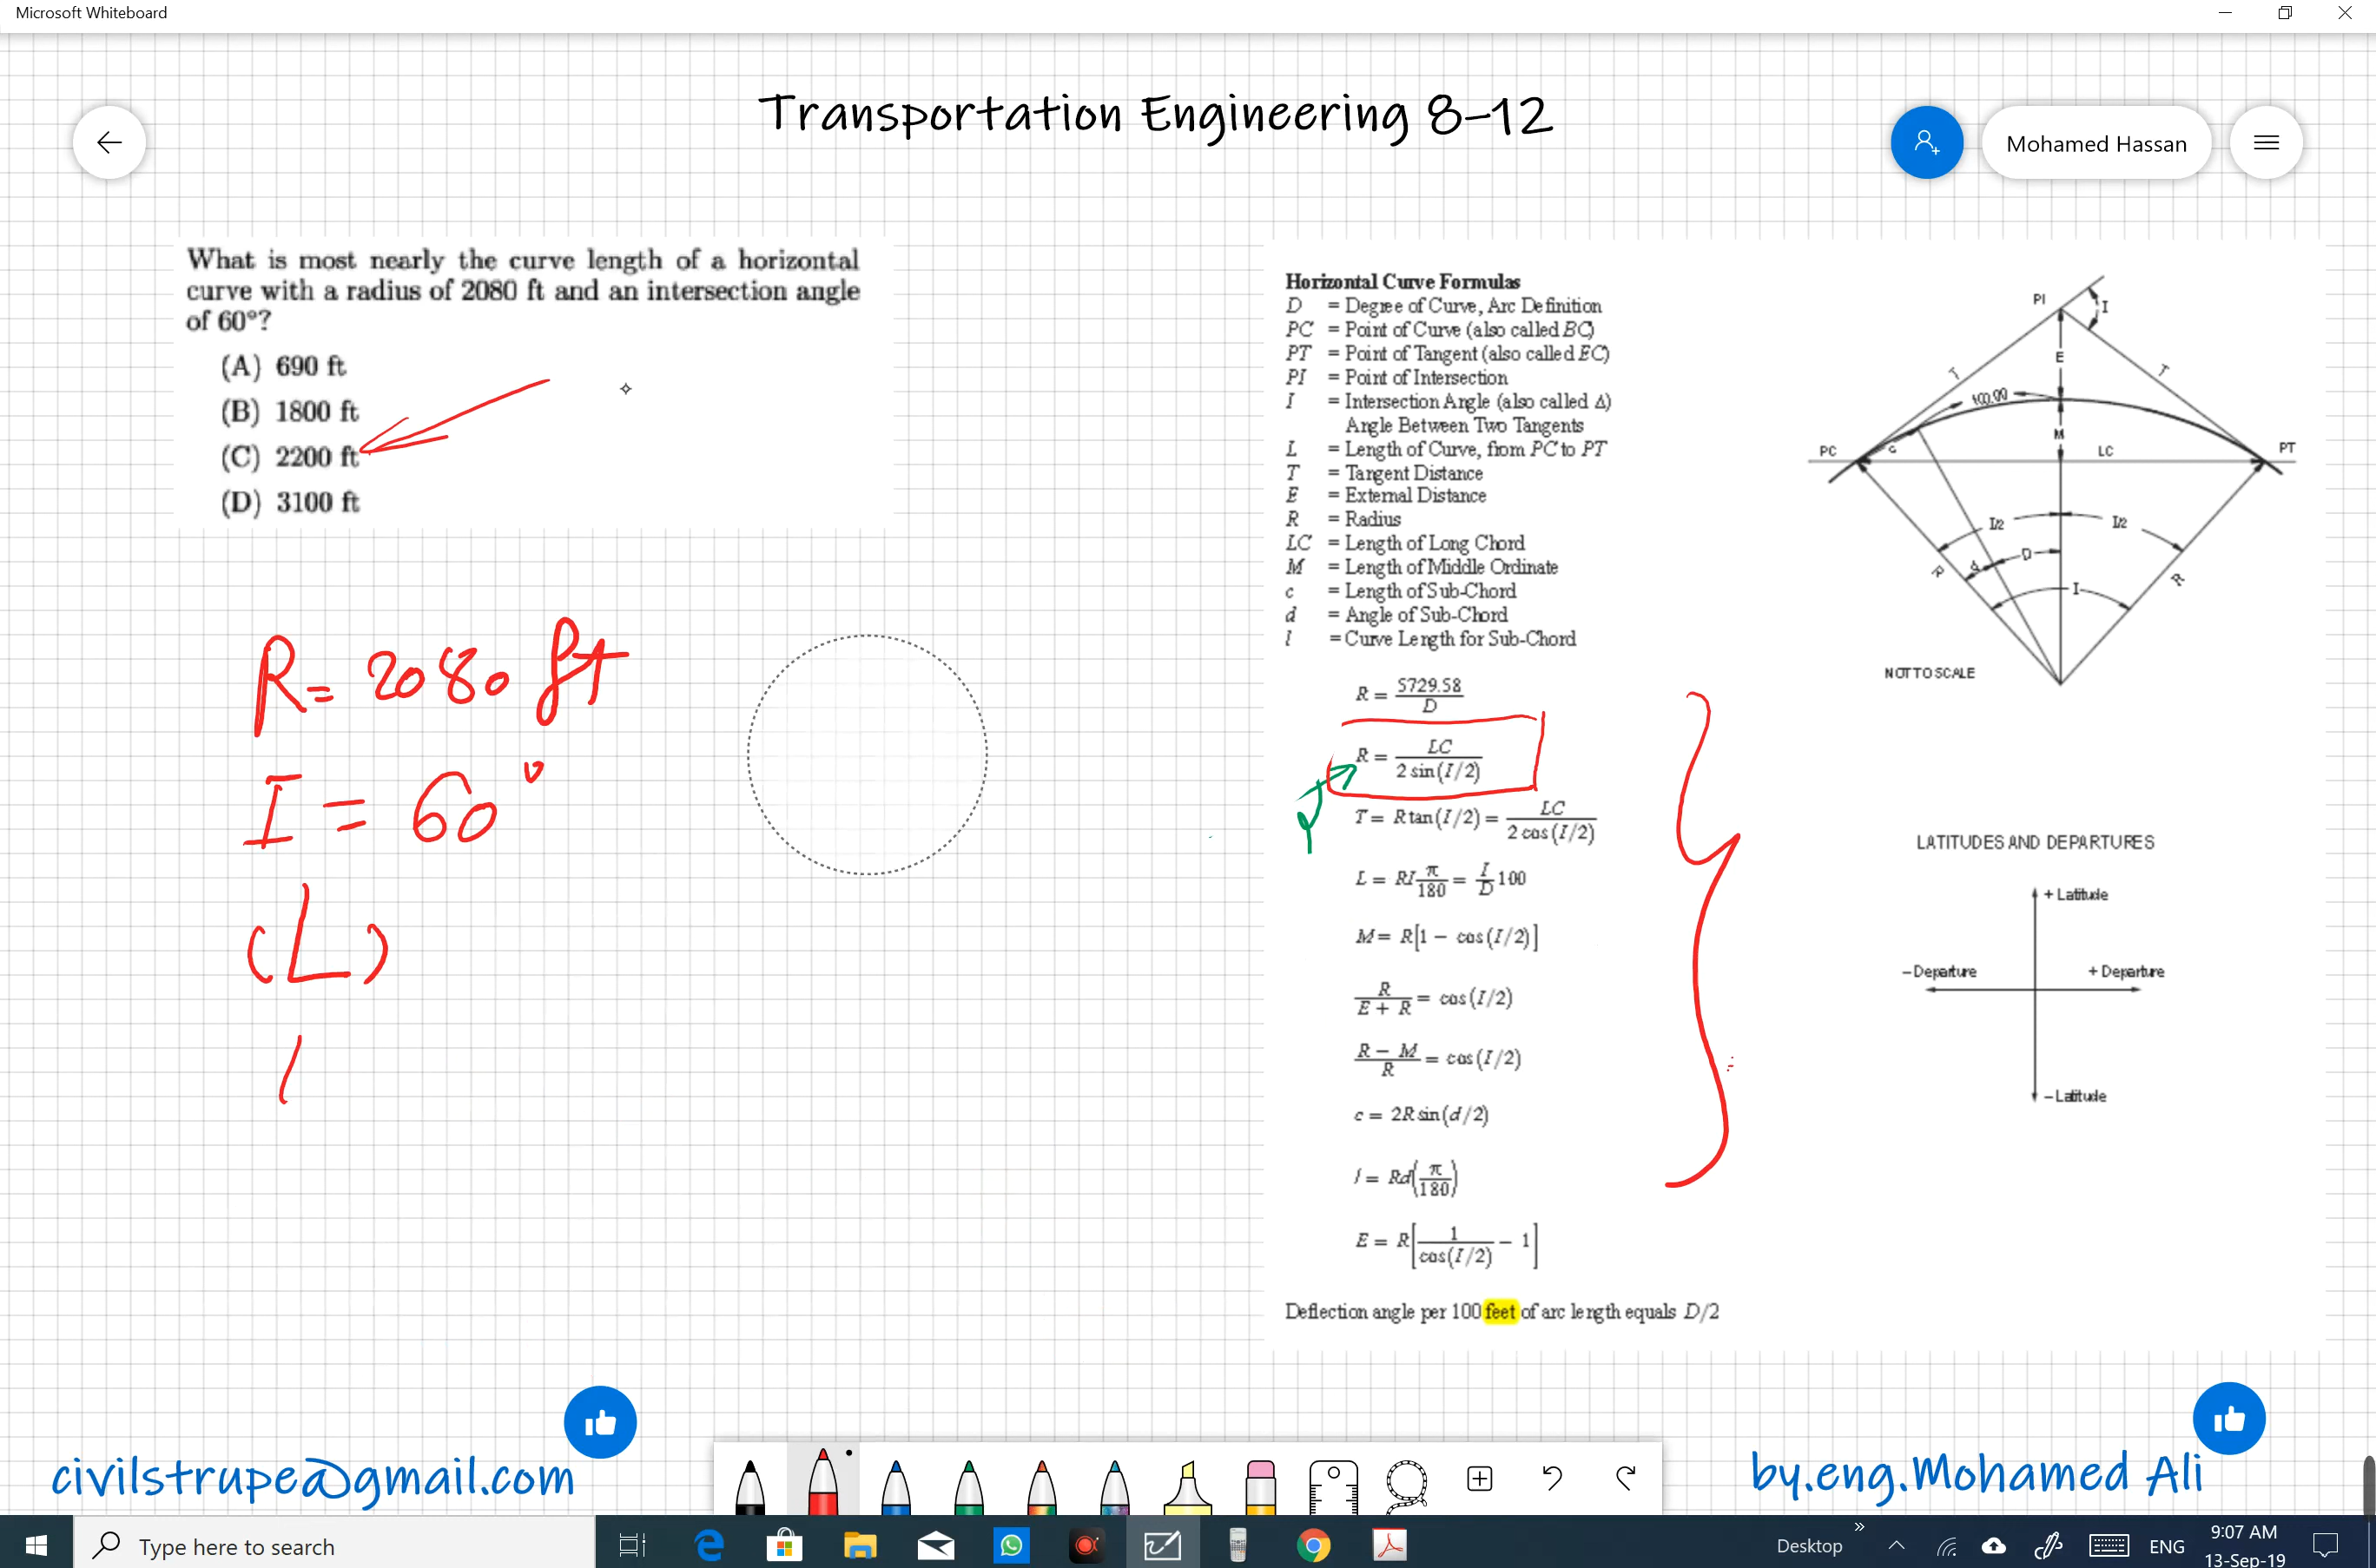 Microsoft Whiteboard
Transportation Engineering 8-12
Mohamed Hassan
What is most nearly the curve length of a horizontal
curve with a radius of 2080 ft and an intersection angle
of 60°?
(A) 690 ft
(B) 1800 ft
(C) 2200 ft
(D) 3100 ft
R = 2080 ft
I = 60°
(L)
Horizontal Curve Formulas
D = Degree of Curve, Arc Definition
PC = Point of Curve (also called BC)
PT = Point of Tangent (also called EC)
PI = Point of Intersection
I = Intersection Angle (also called Δ)
Angle Between Two Tangents
L = Length of Curve, from PC to PT
T = Tangent Distance
E = External Distance
R = Radius
LC = Length of Long Chord
M = Length of Middle Ordinate
c = Length of Sub-Chord
d = Angle of Sub-Chord
l = Curve Length for Sub-Chord
R = 5729.58 / D
R = LC / 2 sin(I/2)
T = R tan(I/2) = LC / 2 cos(I/2)
L = RI π/180 = I/D 100
M = R[1 − cos(I/2)]
R / E + R = cos(I/2)
R − M / R = cos(I/2)
c = 2R sin(d/2)
l = Rd(π/180)
E = R[1 / cos(I/2) − 1]
Deflection angle per 100 feet of arc length equals D/2
PI
I
T
E
T
100.00
M
PC
c
LC
PT
I/2
I/2
D
d
R
R
I
NOT TO SCALE
LATITUDES AND DEPARTURES
+ Latitude
− Departure
+ Departure
− Latitude
civilstrupe@gmail.com
by.eng.Mohamed Ali
Type here to search
Desktop
ENG
9:07 AM
13-Sep-19